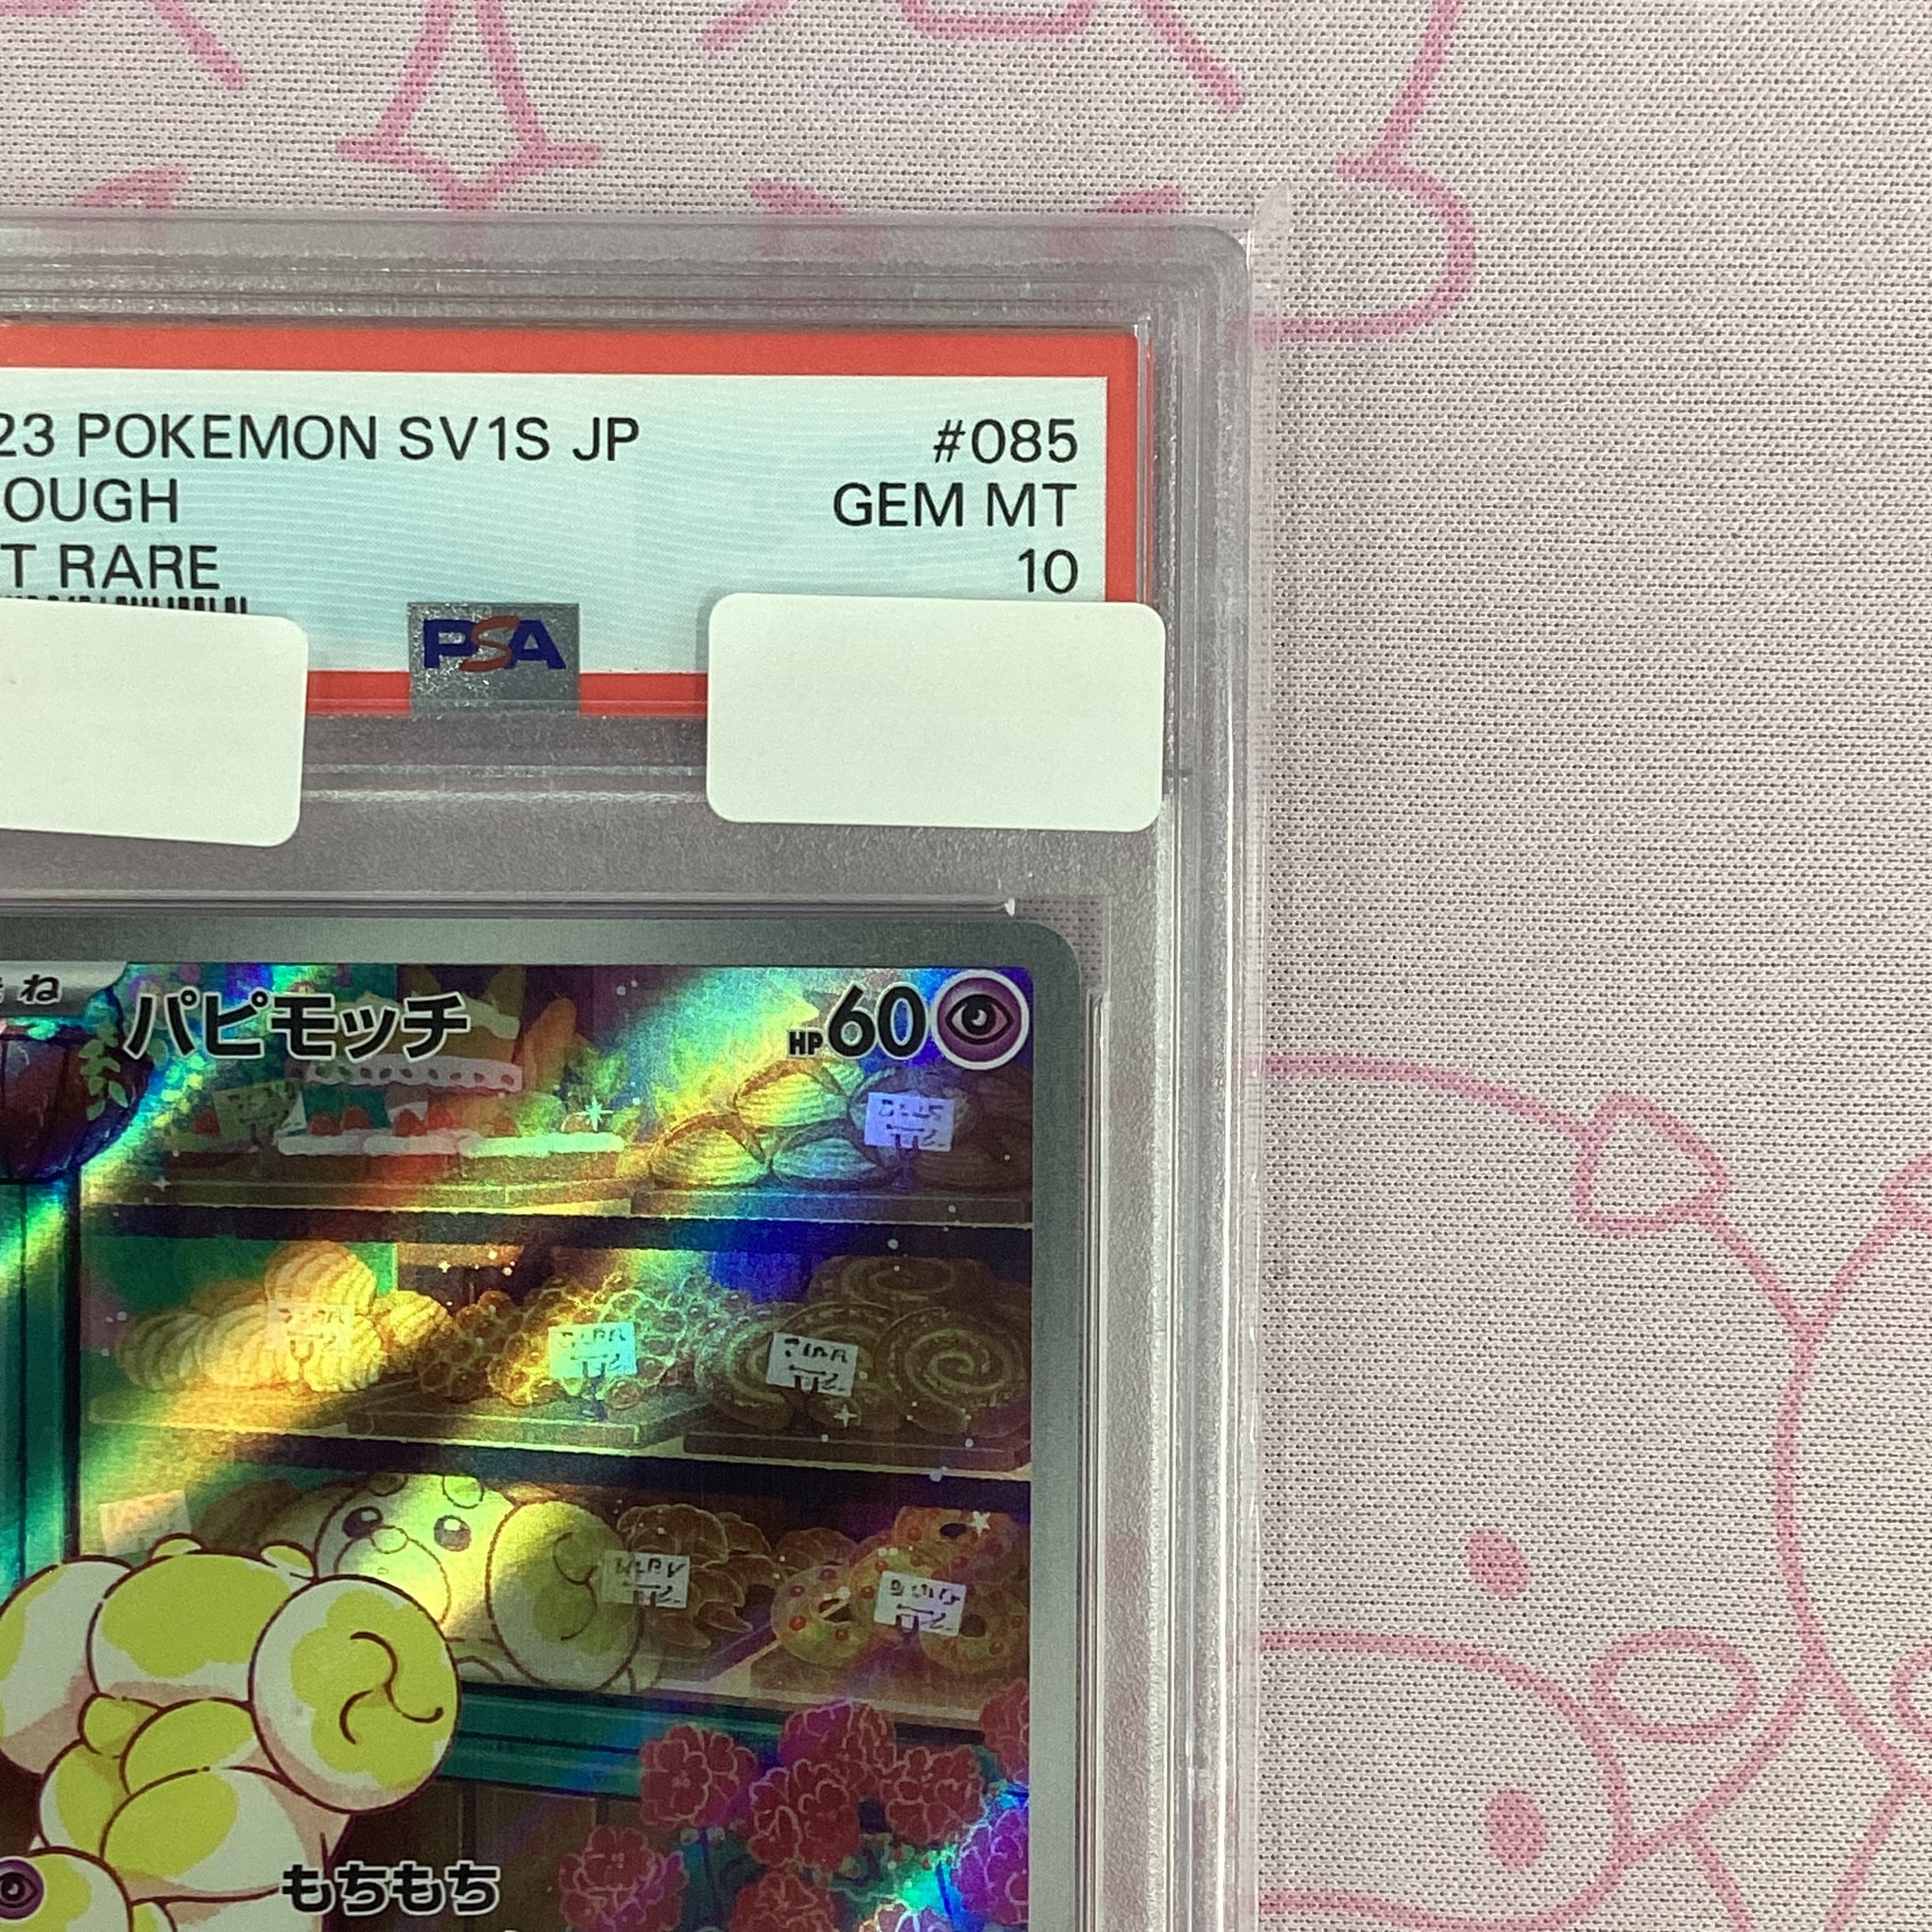 23 POKEMON SV1S JP #085
OUGH GEM MT
T RARE 10
PSA
ね
パピモッチ HP60
もちもち